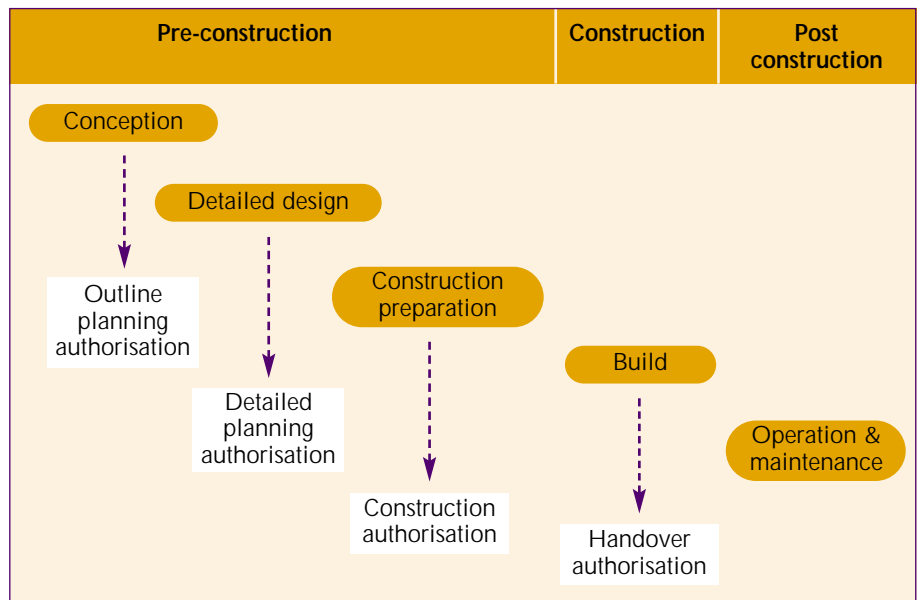 Pre-construction
Construction
Post
construction
Conception
Detailed design
Outline
planning
authorisation
Construction
preparation
Detailed
planning
authorisation
Build
Construction
authorisation
Operation &
maintenance
Handover
authorisation